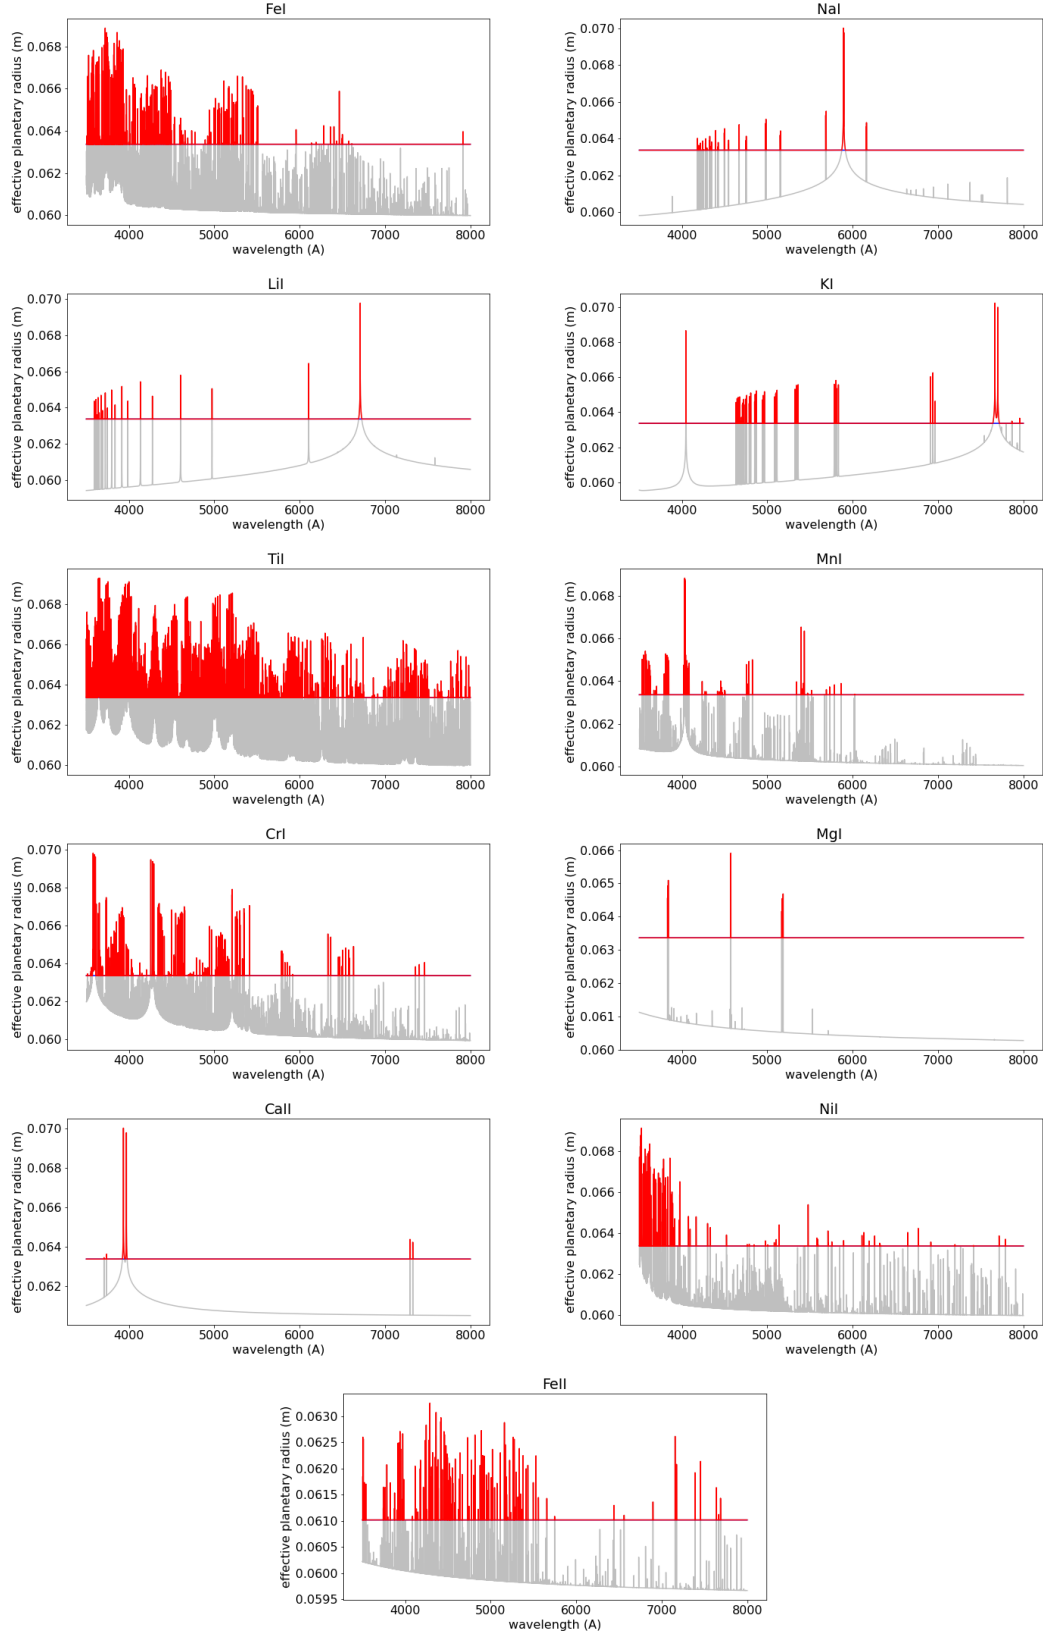 FeI
effective planetary radius (m)
0.068
0.066
0.064
0.062
0.060
4000 5000 6000 7000 8000
wavelength (A)
NaI
effective planetary radius (m)
0.070
0.068
0.066
0.064
0.062
0.060
4000 5000 6000 7000 8000
wavelength (A)
LiI
effective planetary radius (m)
0.070
0.068
0.066
0.064
0.062
0.060
4000 5000 6000 7000 8000
wavelength (A)
KI
effective planetary radius (m)
0.070
0.068
0.066
0.064
0.062
0.060
4000 5000 6000 7000 8000
wavelength (A)
TiI
effective planetary radius (m)
0.068
0.066
0.064
0.062
0.060
4000 5000 6000 7000 8000
wavelength (A)
MnI
effective planetary radius (m)
0.068
0.066
0.064
0.062
0.060
4000 5000 6000 7000 8000
wavelength (A)
CrI
effective planetary radius (m)
0.070
0.068
0.066
0.064
0.062
0.060
4000 5000 6000 7000 8000
wavelength (A)
MgI
effective planetary radius (m)
0.066
0.065
0.064
0.063
0.062
0.061
0.060
4000 5000 6000 7000 8000
wavelength (A)
CaII
effective planetary radius (m)
0.070
0.068
0.066
0.064
0.062
4000 5000 6000 7000 8000
wavelength (A)
NiI
effective planetary radius (m)
0.068
0.066
0.064
0.062
0.060
4000 5000 6000 7000 8000
wavelength (A)
FeII
effective planetary radius (m)
0.0630
0.0625
0.0620
0.0615
0.0610
0.0605
0.0600
0.0595
4000 5000 6000 7000 8000
wavelength (A)